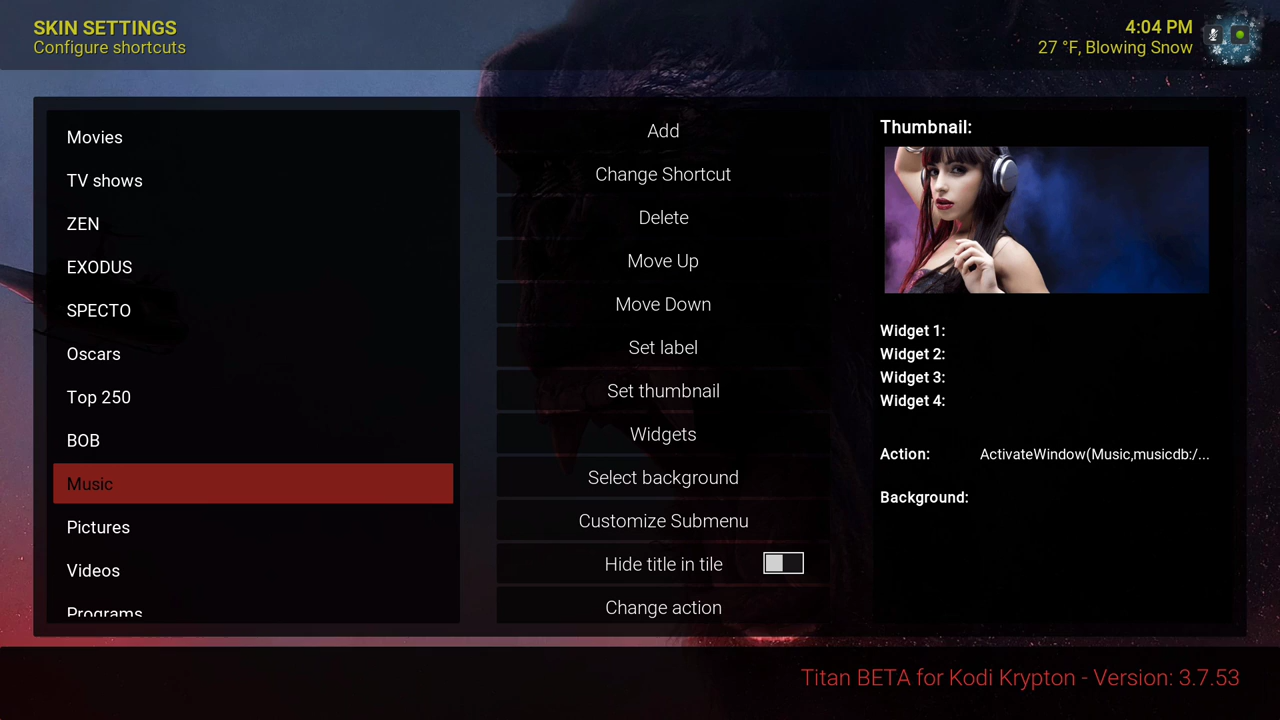 SKIN SETTINGS
Configure shortcuts
4:04 PM
27 °F, Blowing Snow
Movies
TV shows
ZEN
EXODUS
SPECTO
Oscars
Top 250
BOB
Music
Pictures
Videos
Programs
Add
Change Shortcut
Delete
Move Up
Move Down
Set label
Set thumbnail
Widgets
Select background
Customize Submenu
Hide title in tile
Change action
Thumbnail:
Widget 1:
Widget 2:
Widget 3:
Widget 4:
Action: ActivateWindow(Music,musicdb:/...
Background:
Titan BETA for Kodi Krypton - Version: 3.7.53